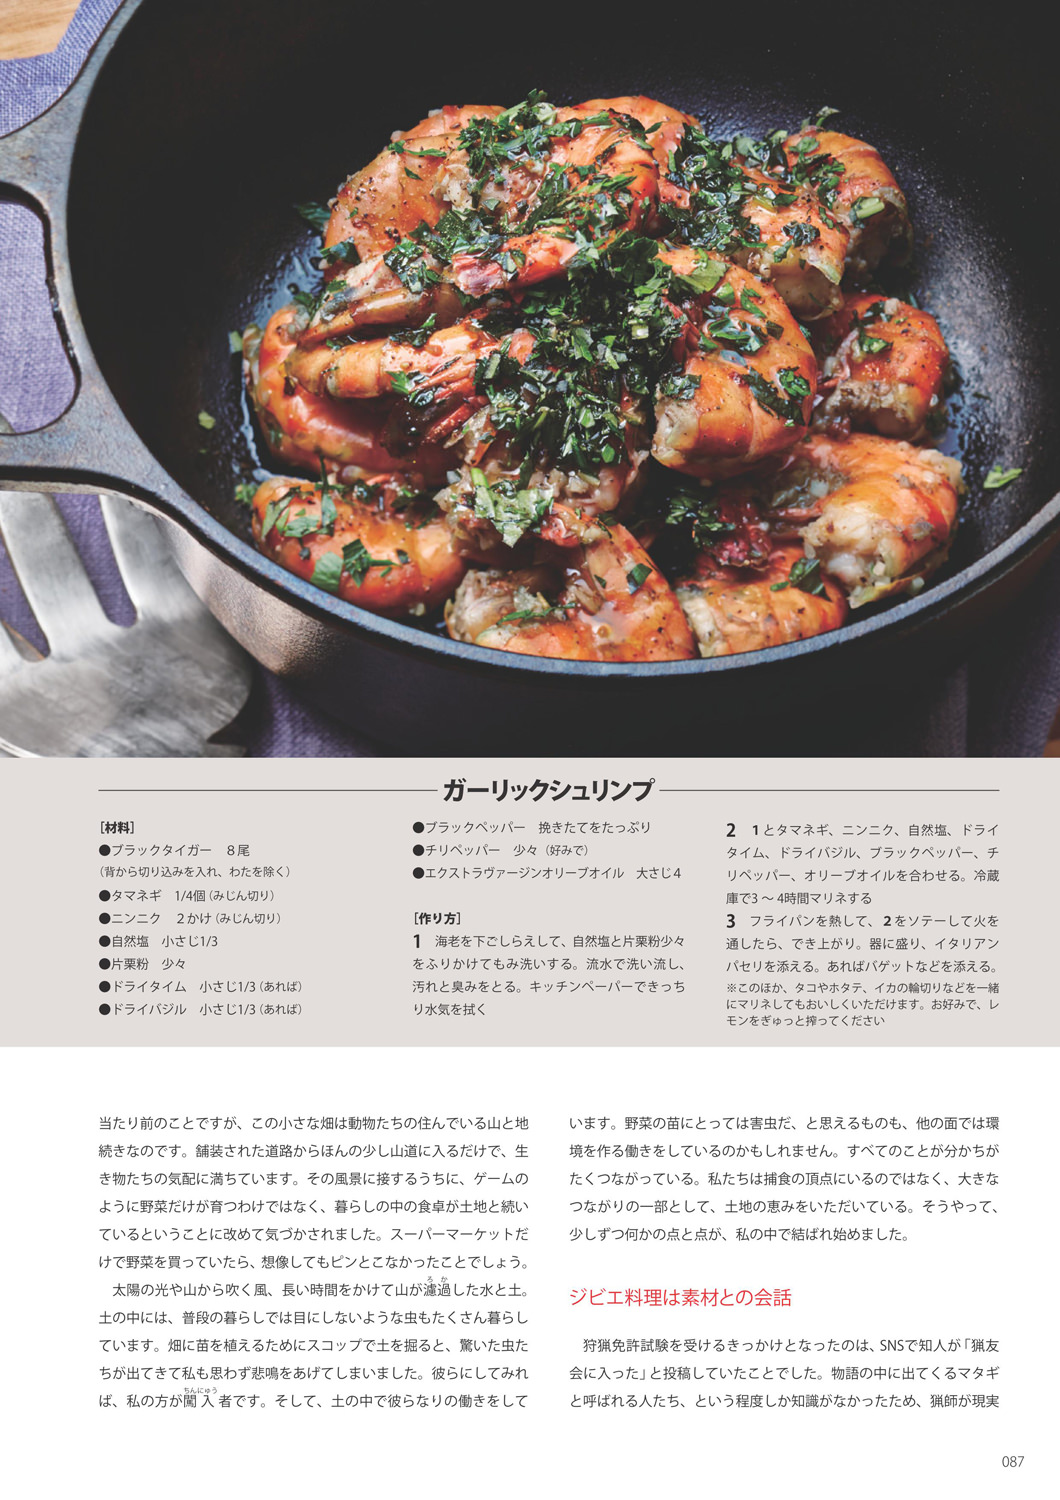 ガーリックシュリンプ
[材料]
●ブラックタイガー　8尾
（背から切り込みを入れ、わたを除く）
●タマネギ　1/4個（みじん切り）
●ニンニク　2かけ（みじん切り）
●自然塩　小さじ1/3
●片栗粉　少々
●ドライタイム　小さじ1/3（あれば）
●ドライバジル　小さじ1/3（あれば）
●ブラックペッパー　挽きたてをたっぷり
●チリペッパー　少々（好みで）
●エクストラヴァージンオリーブオイル　大さじ4
[作り方]
1　海老を下ごしらえして、自然塩と片栗粉少々
をふりかけてもみ洗いする。流水で洗い流し、
汚れと臭みをとる。キッチンペーパーできっち
り水気を拭く
2　1とタマネギ、ニンニク、自然塩、ドライ
タイム、ドライバジル、ブラックペッパー、チ
リペッパー、オリーブオイルを合わせる。冷蔵
庫で3〜4時間マリネする
3　フライパンを熱して、2をソテーして火を
通したら、でき上がり。器に盛り、イタリアン
パセリを添える。あればバゲットなどを添える。
※このほか、タコやホタテ、イカの輪切りなどを一緒
にマリネしてもおいしくいただけます。お好みで、レ
モンをぎゅっと搾ってください
当たり前のことですが、この小さな畑は動物たちの住んでいる山と地
続きなのです。舗装された道路からほんの少し山道に入るだけで、生
き物たちの気配に満ちています。その風景に接するうちに、ゲームの
ように野菜だけが育つわけではなく、暮らしの中の食卓が土地と続い
ているということに改めて気づかされました。スーパーマーケットだ
けで野菜を買っていたら、想像してもピンとこなかったことでしょう。
　太陽の光や山から吹く風、長い時間をかけて山が濾過した水と土。
土の中には、普段の暮らしでは目にしないような虫もたくさん暮らし
ています。畑に苗を植えるためにスコップで土を掘ると、驚いた虫た
ちが出てきて私も思わず悲鳴をあげてしまいました。彼らにしてみれ
ば、私の方が闖入者です。そして、土の中で彼らなりの働きをして
います。野菜の苗にとっては害虫だ、と思えるものも、他の面では環
境を作る働きをしているのかもしれません。すべてのことが分かちが
たくつながっている。私たちは捕食の頂点にいるのではなく、大きな
つながりの一部として、土地の恵みをいただいている。そうやって、
少しずつ何かの点と点が、私の中で結ばれ始めました。
ジビエ料理は素材との会話
　狩猟免許試験を受けるきっかけとなったのは、SNSで知人が「猟友
会に入った」と投稿していたことでした。物語の中に出てくるマタギ
と呼ばれる人たち、という程度しか知識がなかったため、猟師が現実
087